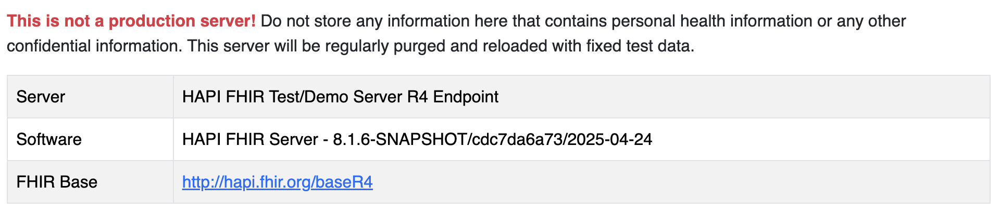 This is not a production server! Do not store any information here that contains personal health information or any other
confidential information. This server will be regularly purged and reloaded with fixed test data.
Server HAPI FHIR Test/Demo Server R4 Endpoint
Software HAPI FHIR Server - 8.1.6-SNAPSHOT/cdc7da6a73/2025-04-24
FHIR Base http://hapi.fhir.org/baseR4